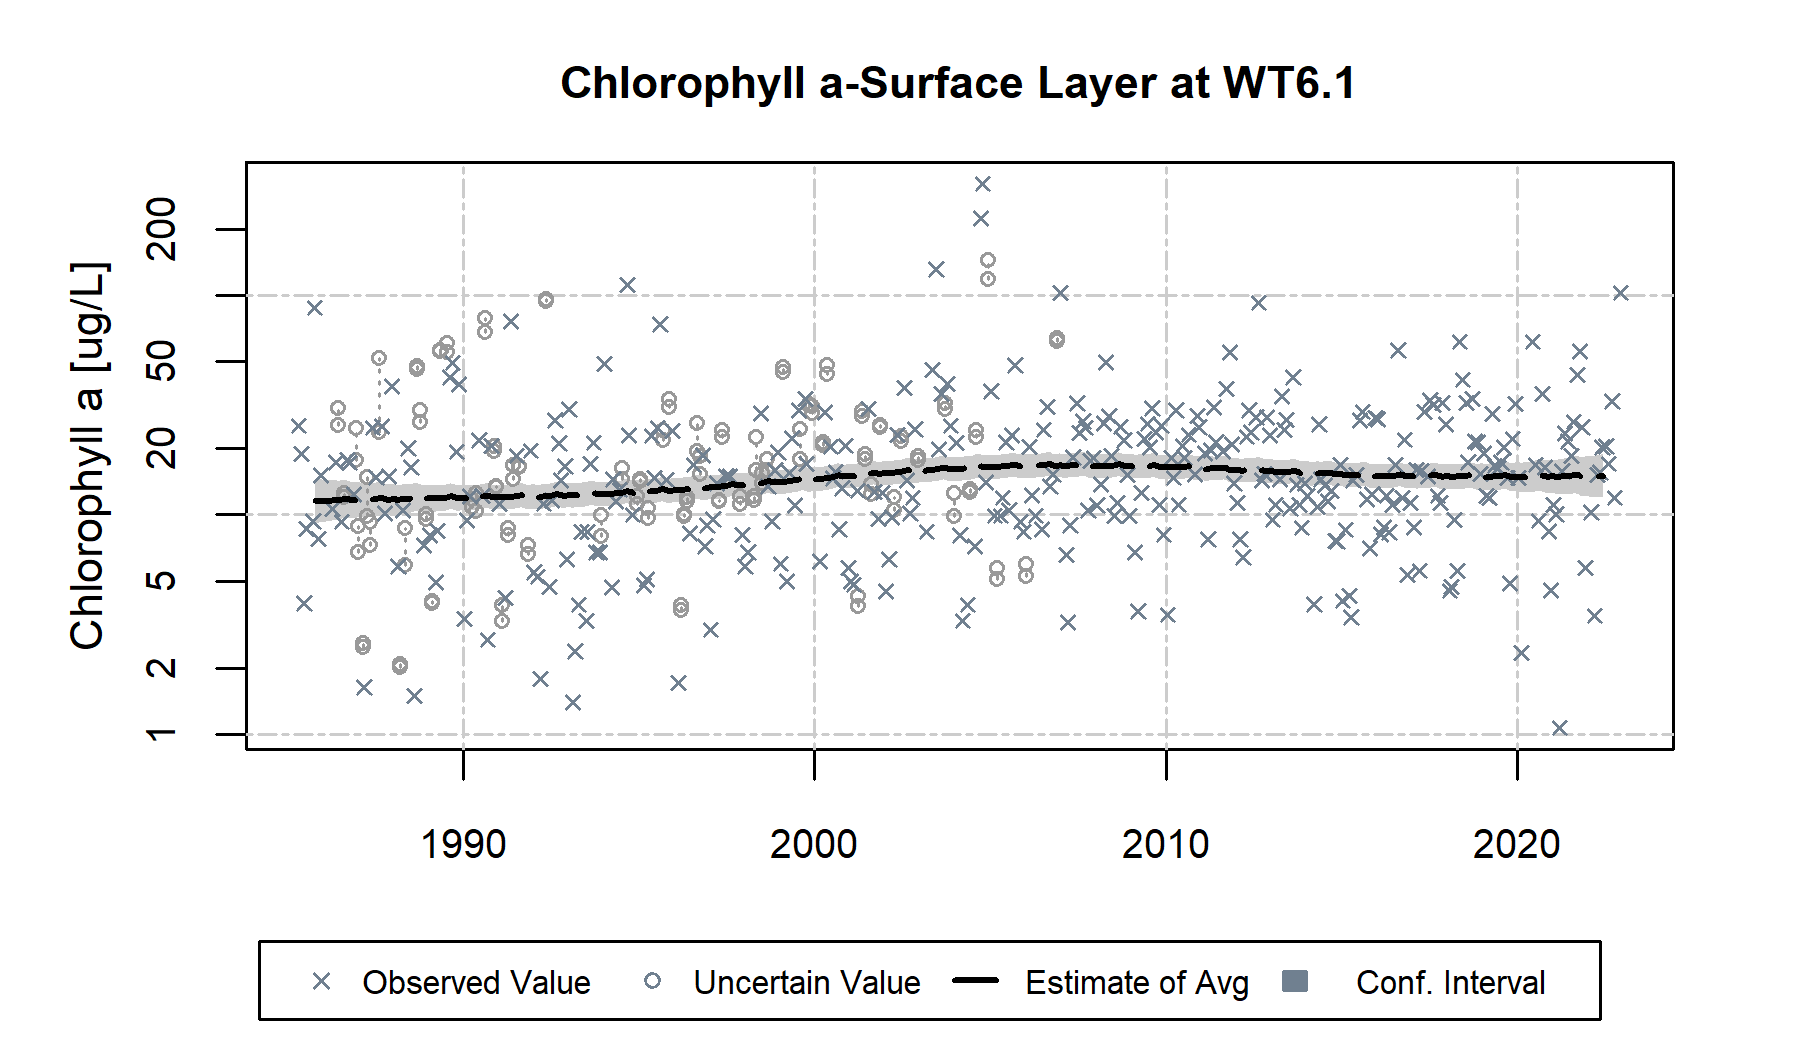 Chlorophyll a-Surface Layer at WT6.1
Chlorophyll a [ug/L]
200
50
20
5
2
1
1990 2000 2010 2020
Observed Value Uncertain Value Estimate of Avg Conf. Interval